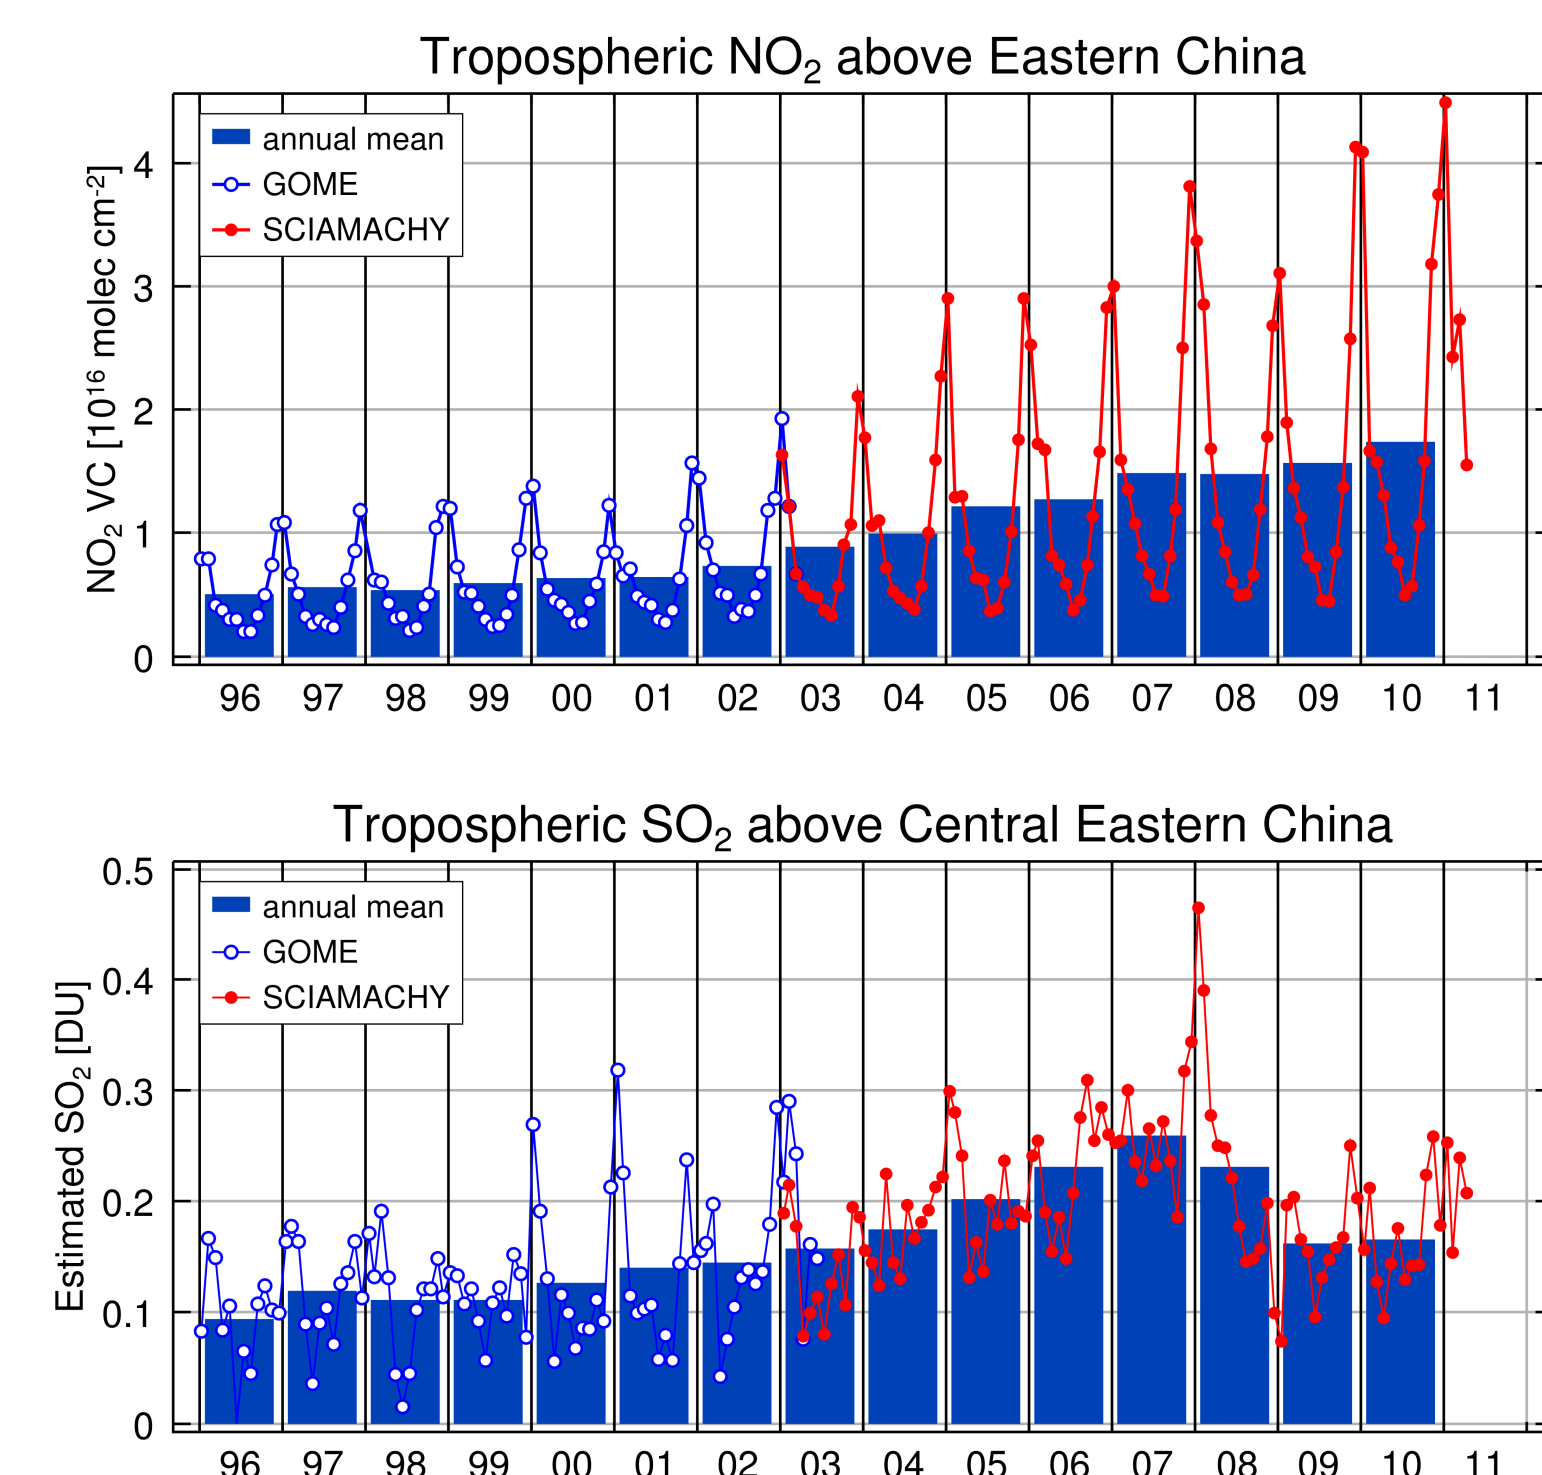 Tropospheric NO₂ above Eastern China
annual mean
GOME
SCIAMACHY
NO₂ VC [10¹⁶ molec cm⁻²]
4
3
2
1
0
96 97 98 99 00 01 02 03 04 05 06 07 08 09 10 11
Tropospheric SO₂ above Central Eastern China
annual mean
GOME
SCIAMACHY
Estimated SO₂ [DU]
0.5
0.4
0.3
0.2
0.1
0
96 97 98 99 00 01 02 03 04 05 06 07 08 09 10 11